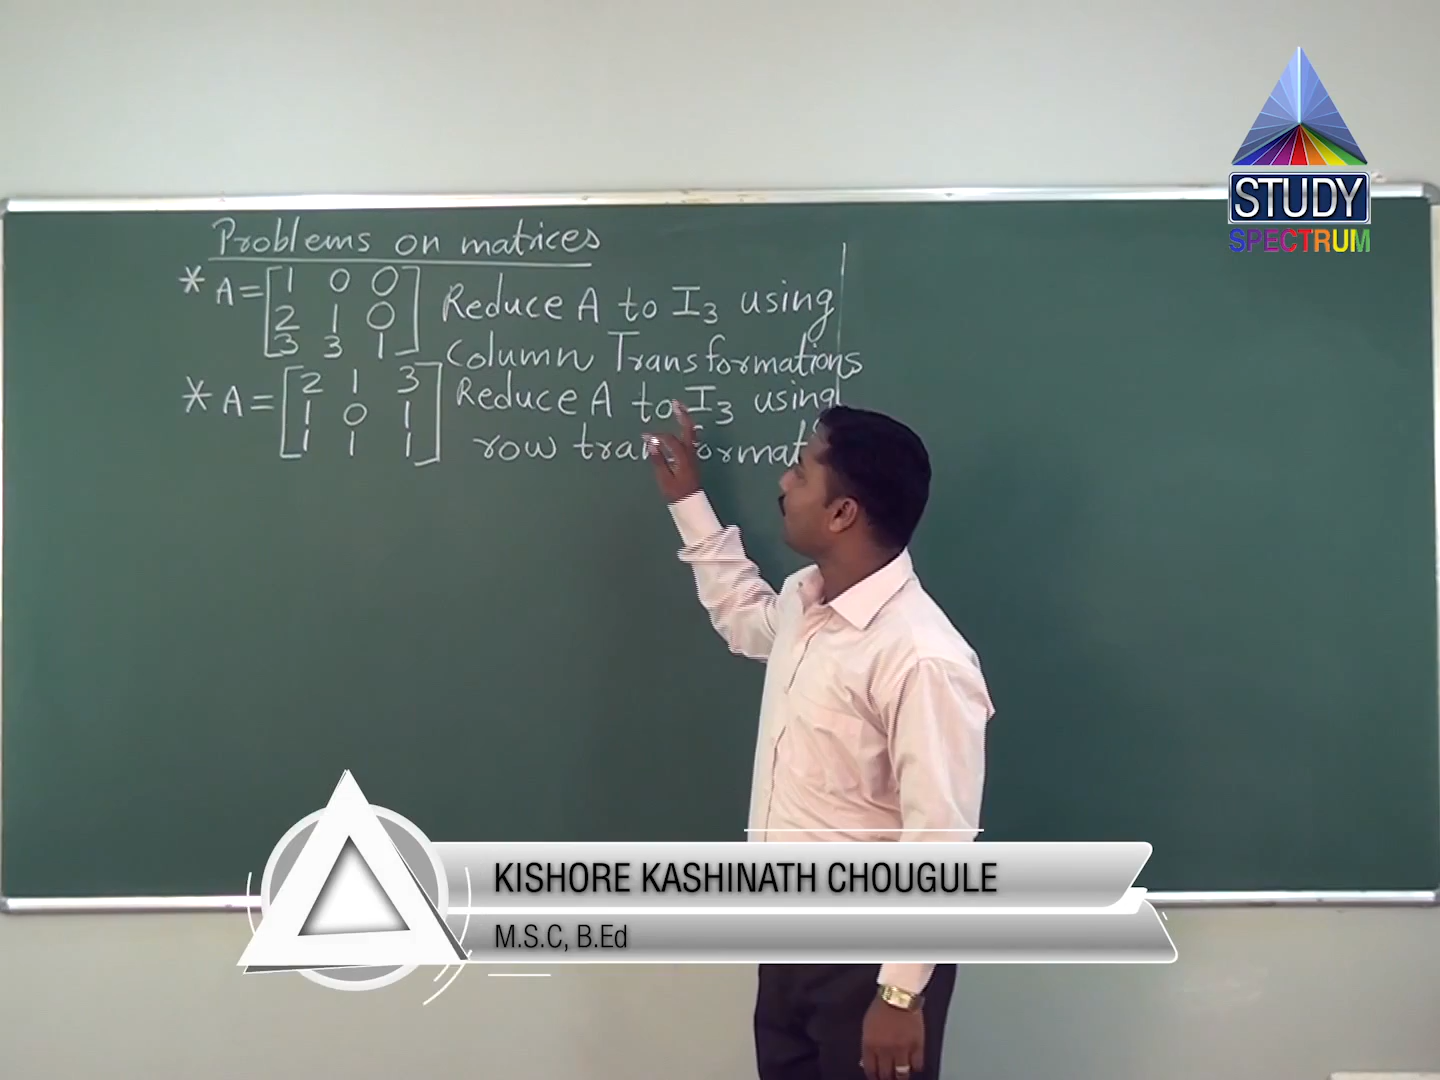 Problems on matrices
* A = [1 0 0 Reduce A to I3 using
2 1 0
3 3 1] Column Transformations
* A = [2 1 3 Reduce A to I3 using
1 0 1
1 1 1] row
STUDY
SPECTRUM
KISHORE KASHINATH CHOUGULE
M.S.C, B.Ed